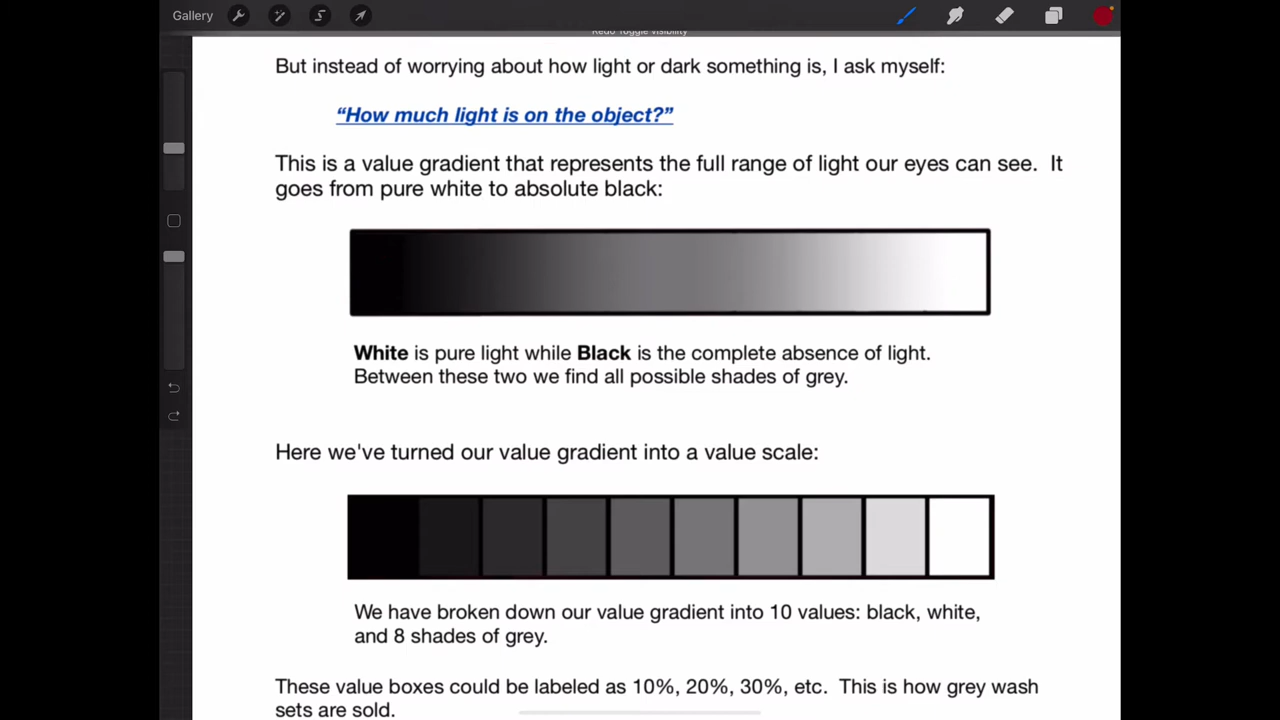 Gallery
Redo Toggle Visibility
But instead of worrying about how light or dark something is, I ask myself:
“How much light is on the object?”
This is a value gradient that represents the full range of light our eyes can see.  It
goes from pure white to absolute black:
White is pure light while Black is the complete absence of light.
Between these two we find all possible shades of grey.
Here we've turned our value gradient into a value scale:
We have broken down our value gradient into 10 values: black, white,
and 8 shades of grey.
These value boxes could be labeled as 10%, 20%, 30%, etc.  This is how grey wash
sets are sold.